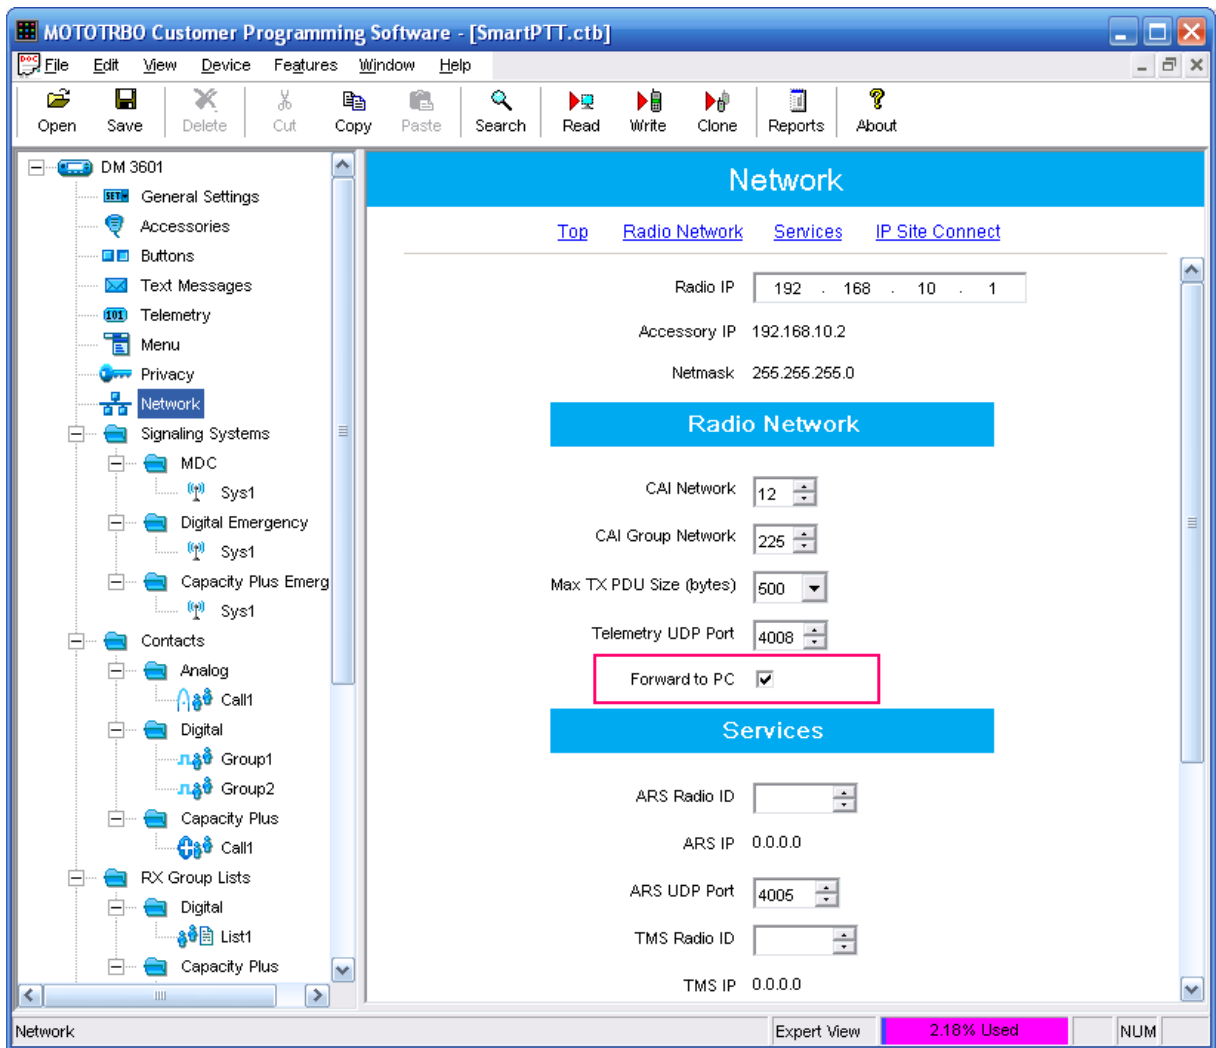 MOTOTRBO Customer Programming Software - [SmartPTT.ctb]
File Edit View Device Features Window Help
Open Save Delete Cut Copy Paste Search Read Write Clone Reports About
DM 3601
General Settings
Accessories
Buttons
Text Messages
Telemetry
Menu
Privacy
Network
Signaling Systems
MDC
Sys1
Digital Emergency
Sys1
Capacity Plus Emerg
Sys1
Contacts
Analog
Call1
Digital
Group1
Group2
Capacity Plus
Call1
RX Group Lists
Digital
List1
Capacity Plus
Network
Top Radio Network Services IP Site Connect
Radio IP 192 . 168 . 10 . 1
Accessory IP 192.168.10.2
Netmask 255.255.255.0
Radio Network
CAI Network 12
CAI Group Network 225
Max TX PDU Size (bytes) 500
Telemetry UDP Port 4008
Forward to PC
Services
ARS Radio ID
ARS IP 0.0.0.0
ARS UDP Port 4005
TMS Radio ID
TMS IP 0.0.0.0
Network Expert View 2.18% Used NUM